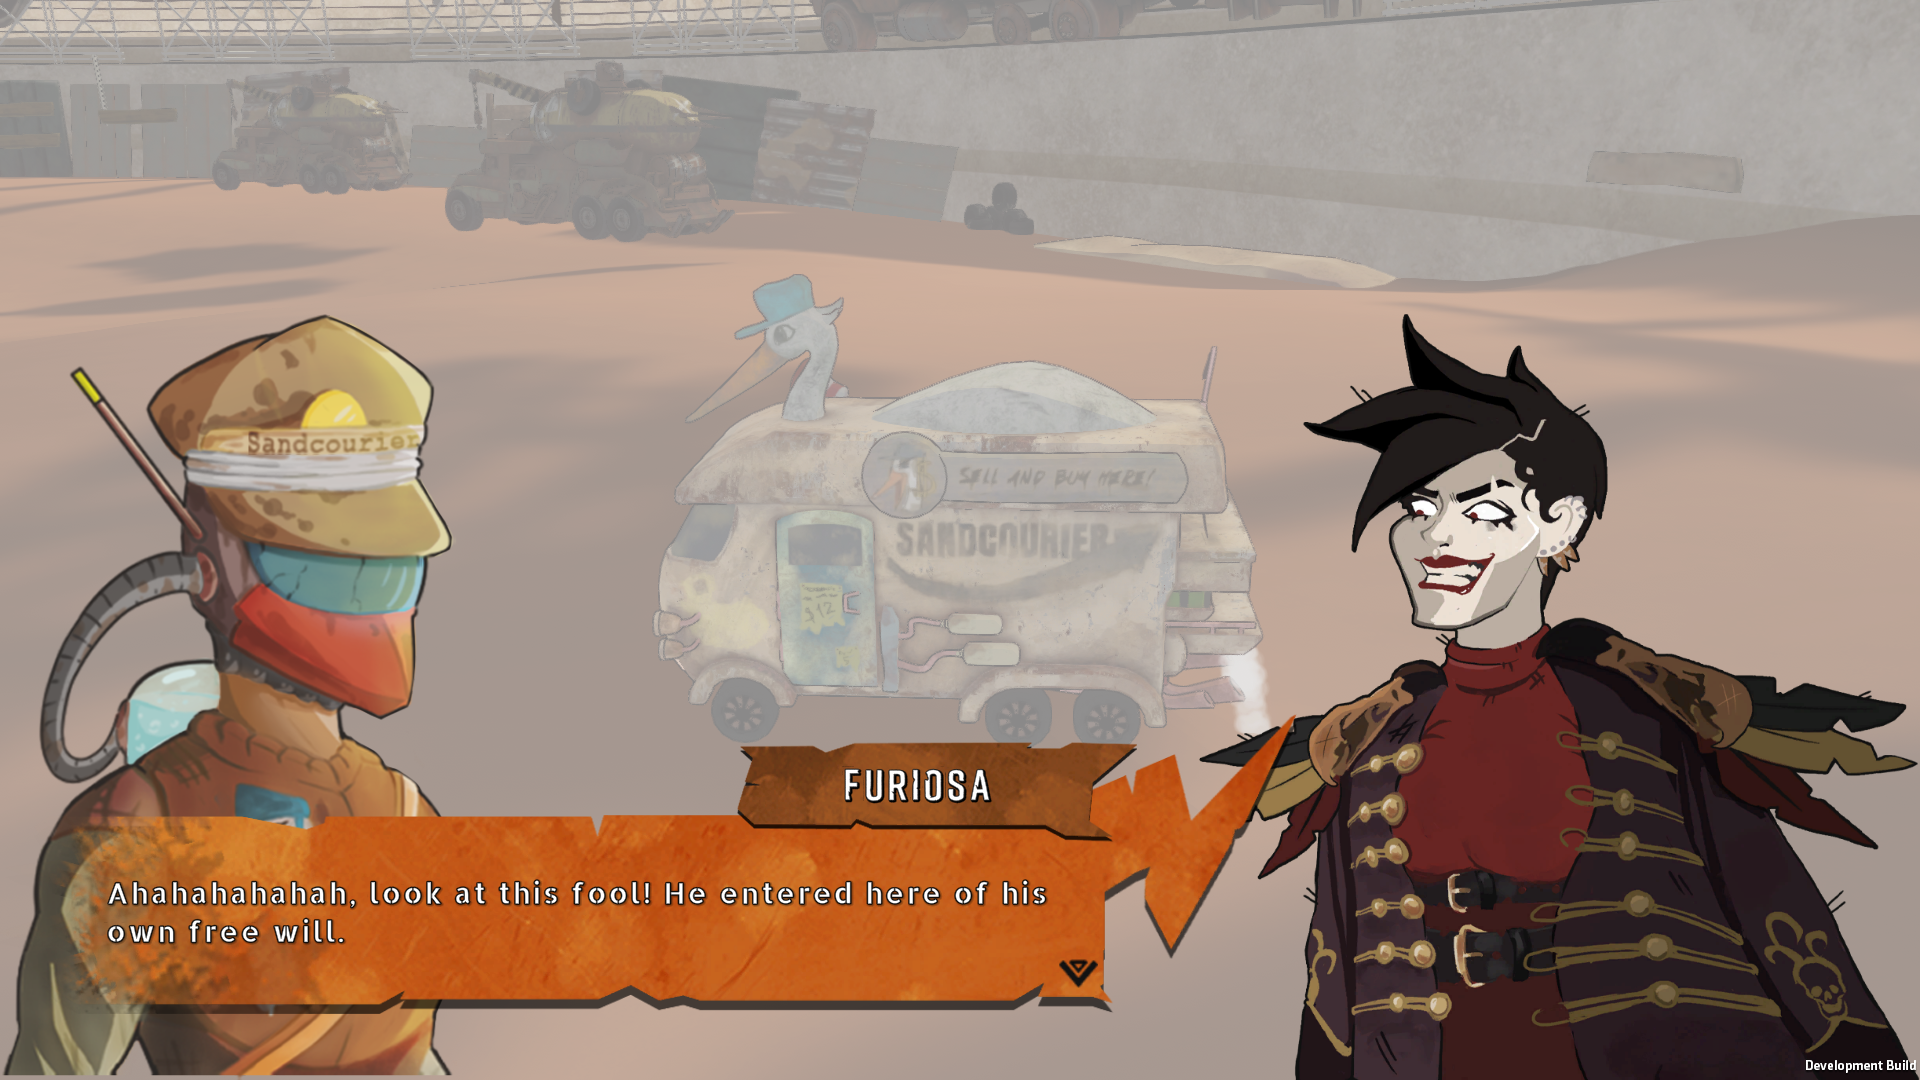 Sandcourier
SELL AND BUY HERE!
SANDCOURIER
$12
FURIOSA
Ahahahahahah, look at this fool! He entered here of his
own free will.
Development Build